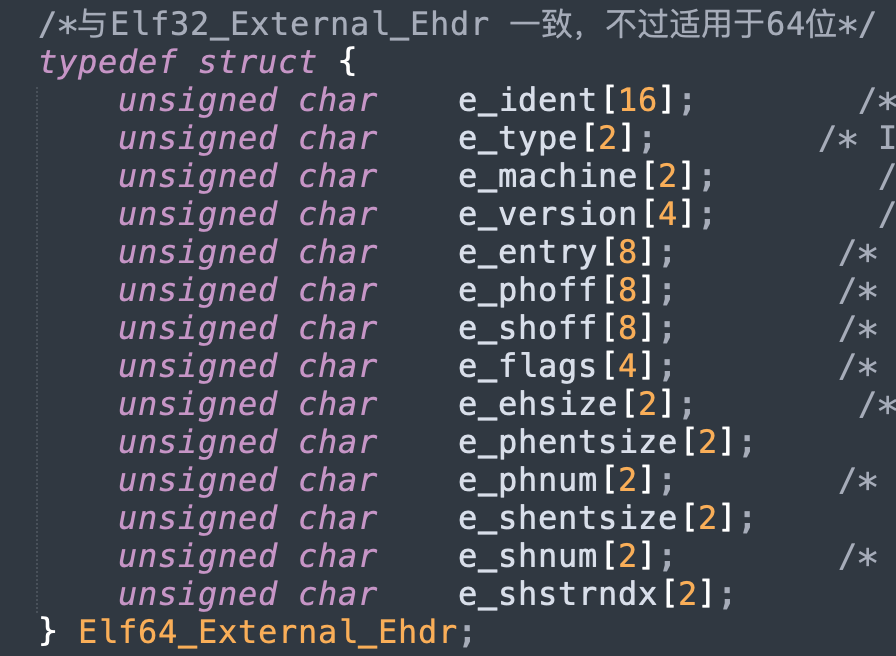 /*与Elf32_External_Ehdr 一致，不过适用于64位*/
typedef struct {
    unsigned char    e_ident[16];        /*
    unsigned char    e_type[2];        /* I
    unsigned char    e_machine[2];        /
    unsigned char    e_version[4];        /
    unsigned char    e_entry[8];        /*
    unsigned char    e_phoff[8];        /*
    unsigned char    e_shoff[8];        /*
    unsigned char    e_flags[4];        /*
    unsigned char    e_ehsize[2];        /*
    unsigned char    e_phentsize[2];
    unsigned char    e_phnum[2];        /*
    unsigned char    e_shentsize[2];
    unsigned char    e_shnum[2];        /*
    unsigned char    e_shstrndx[2];
} Elf64_External_Ehdr;